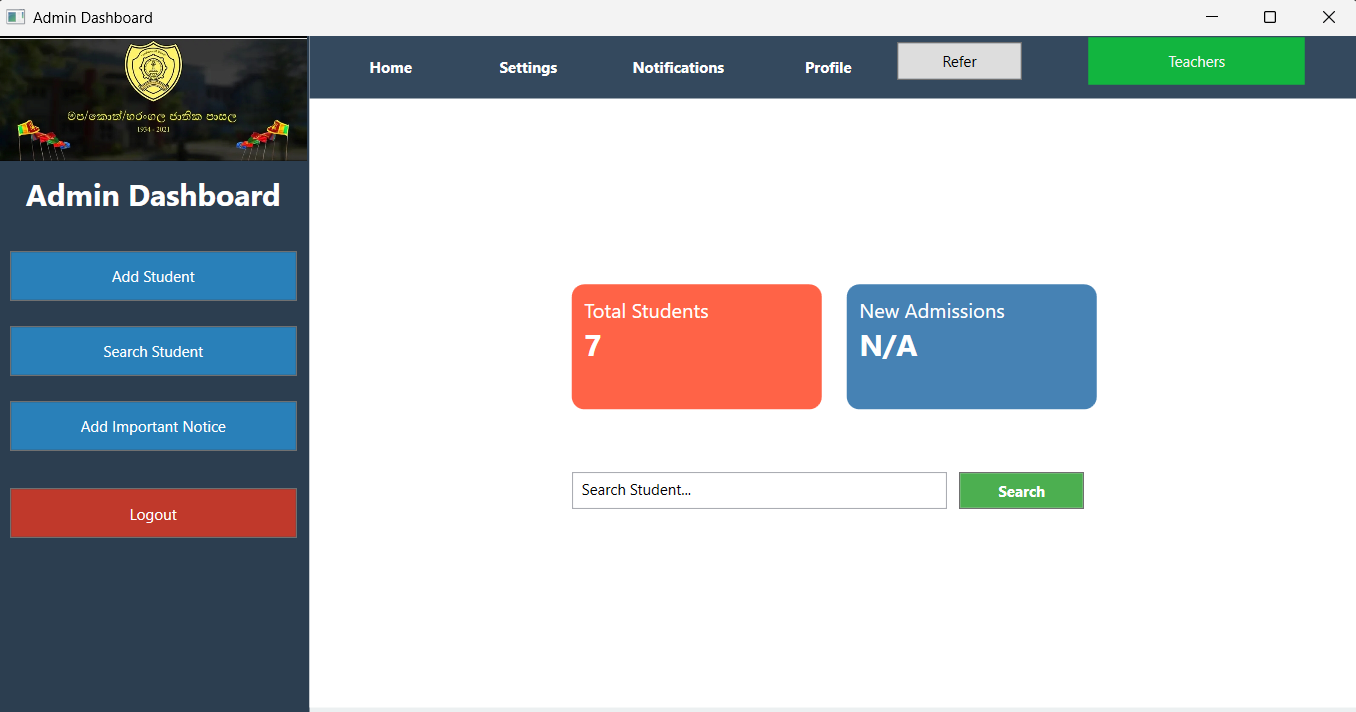 Admin Dashboard
මප/කොත්/හරංගල ජාතික පාසල
1934 - 2021
Home
Settings
Notifications
Profile
Refer
Teachers
Admin Dashboard
Add Student
Search Student
Add Important Notice
Logout
Total Students
7
New Admissions
N/A
Search Student...
Search